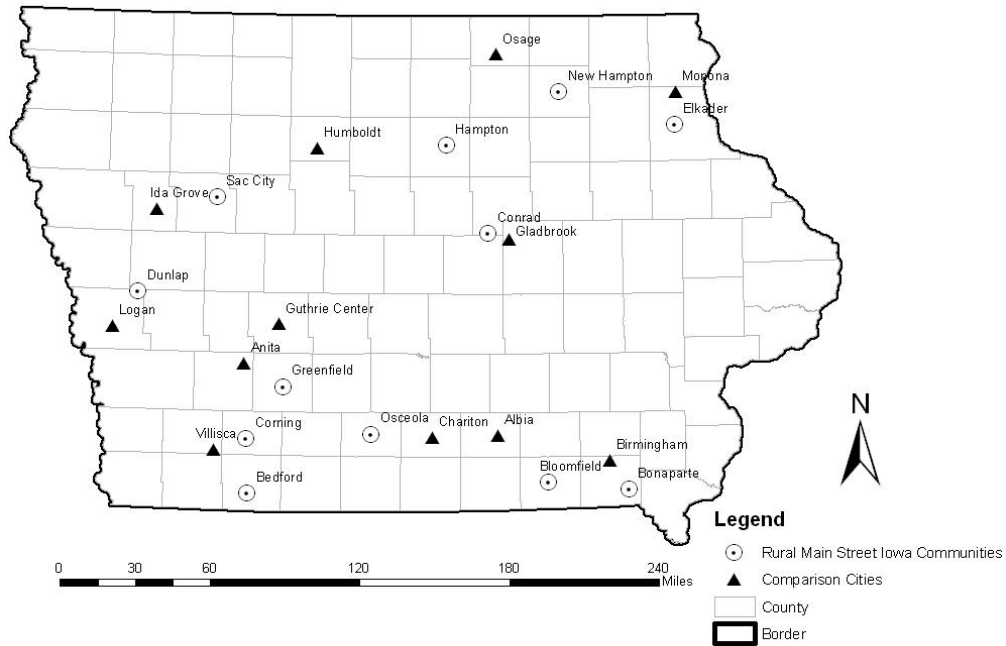 Osage
New Hampton
Monona
Elkader
Humboldt
Hampton
Ida Grove
Sac City
Conrad
Gladbrook
Dunlap
Logan
Guthrie Center
Anita
Greenfield
Villisca
Corning
Osceola
Chariton
Albia
Birmingham
Bloomfield
Bonaparte
Bedford
N
Legend
Rural Main Street Iowa Communities
Comparison Cities
County
Border
0 30 60 120 180 240
Miles